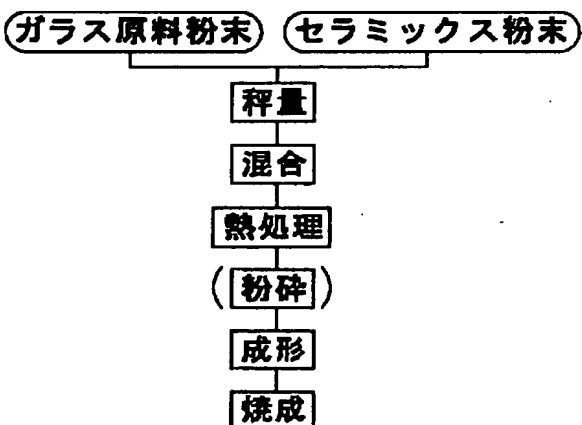 ガラス原料粉末 セラミックス粉末
秤量
混合
熱処理
(粉砕)
成形
焼成